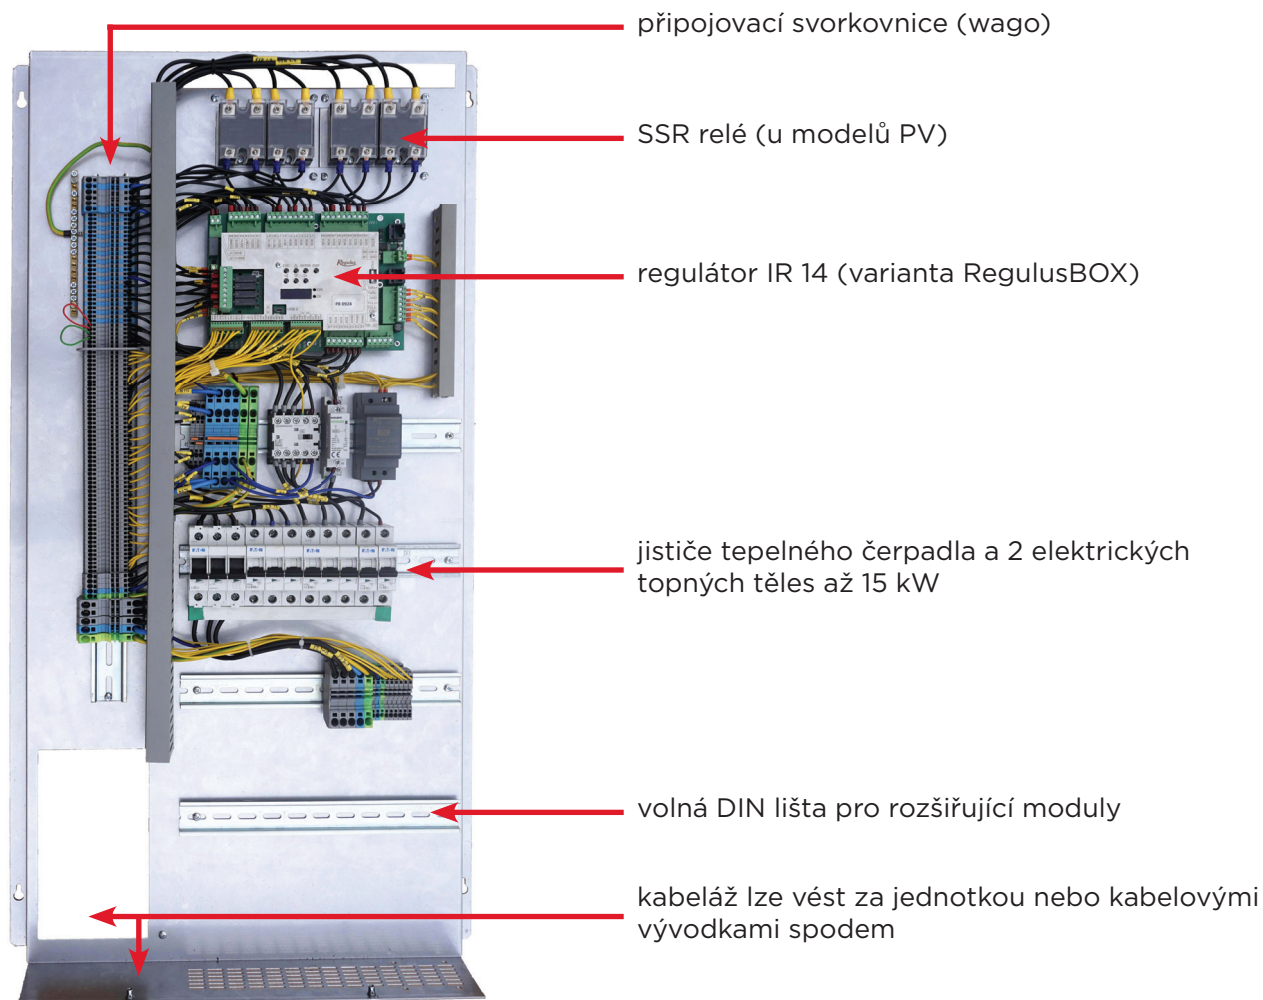 připojovací svorkovnice (wago)
SSR relé (u modelů PV)
Regulus
regulátor IR 14 (varianta RegulusBOX)
jističe tepelného čerpadla a 2 elektrických
topných těles až 15 kW
volná DIN lišta pro rozšiřující moduly
kabeláž lze vést za jednotkou nebo kabelovými
vývodkami spodem